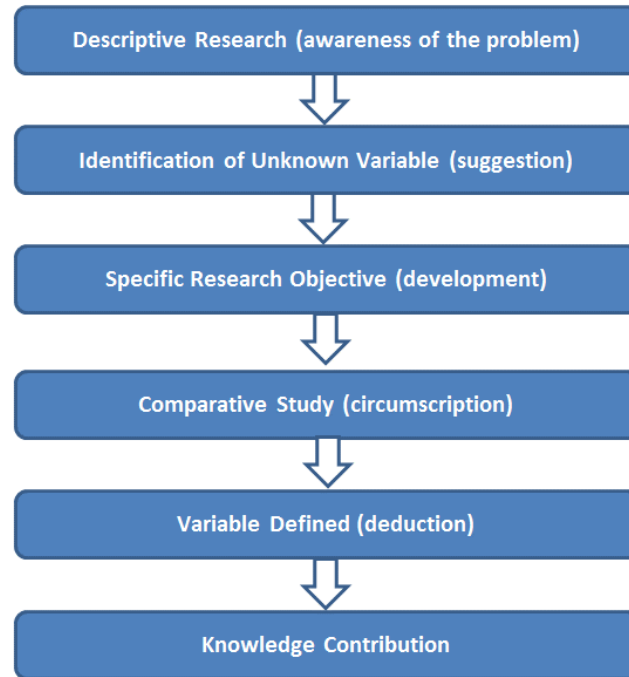 Descriptive Research (awareness of the problem)
Identification of Unknown Variable (suggestion)
Specific Research Objective (development)
Comparative Study (circumscription)
Variable Defined (deduction)
Knowledge Contribution